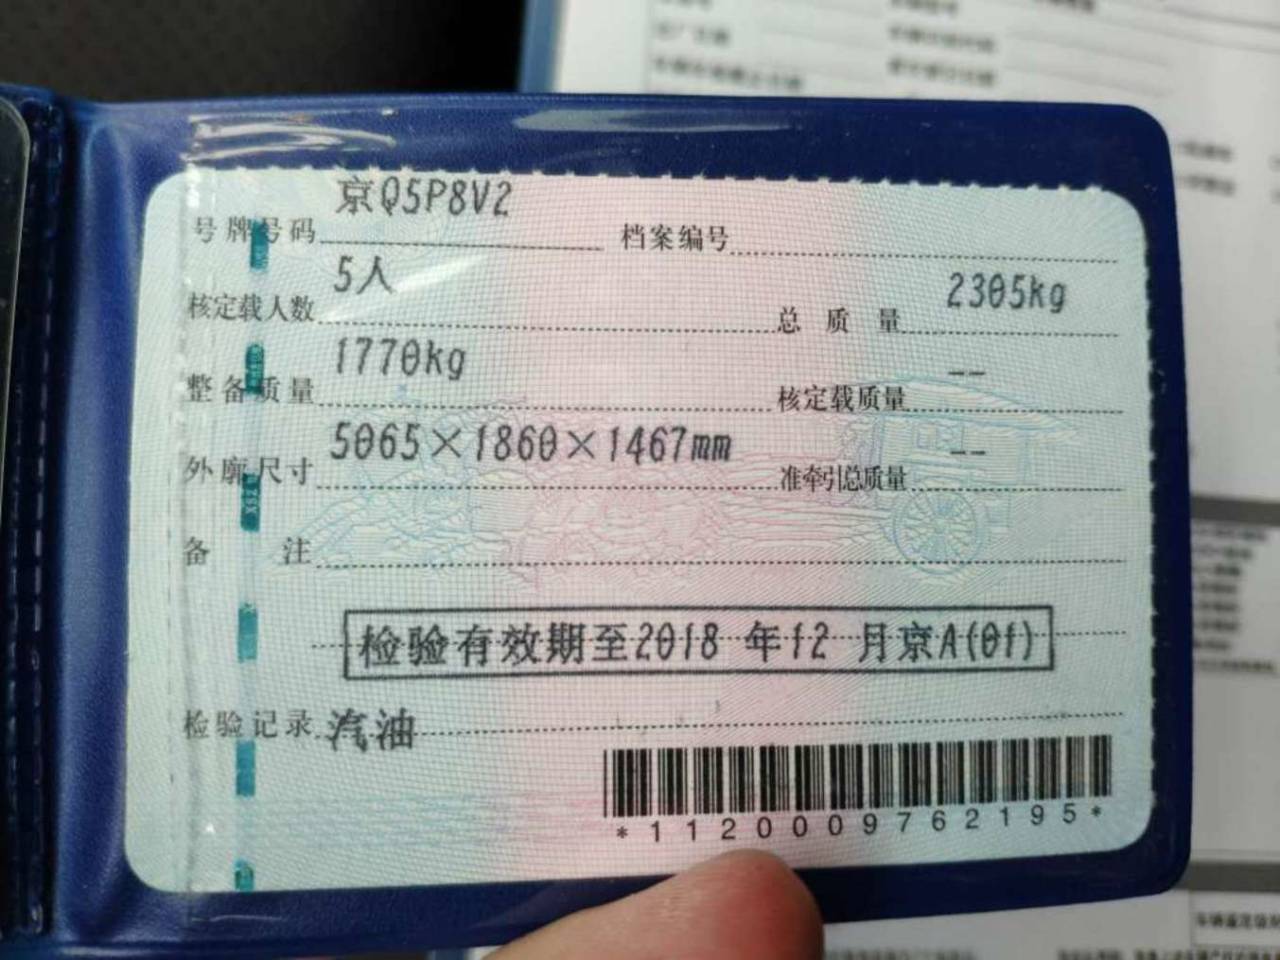 号牌号码 京Q5P8V2 档案编号
核定载人数 5人 总质量 2305kg
整备质量 1770kg 核定载质量 --
外廓尺寸 5065×1860×1467mm 准牵引总质量 --
备注
检验有效期至2018 年12 月京A(01)
检验记录 汽油
*1120009762195*